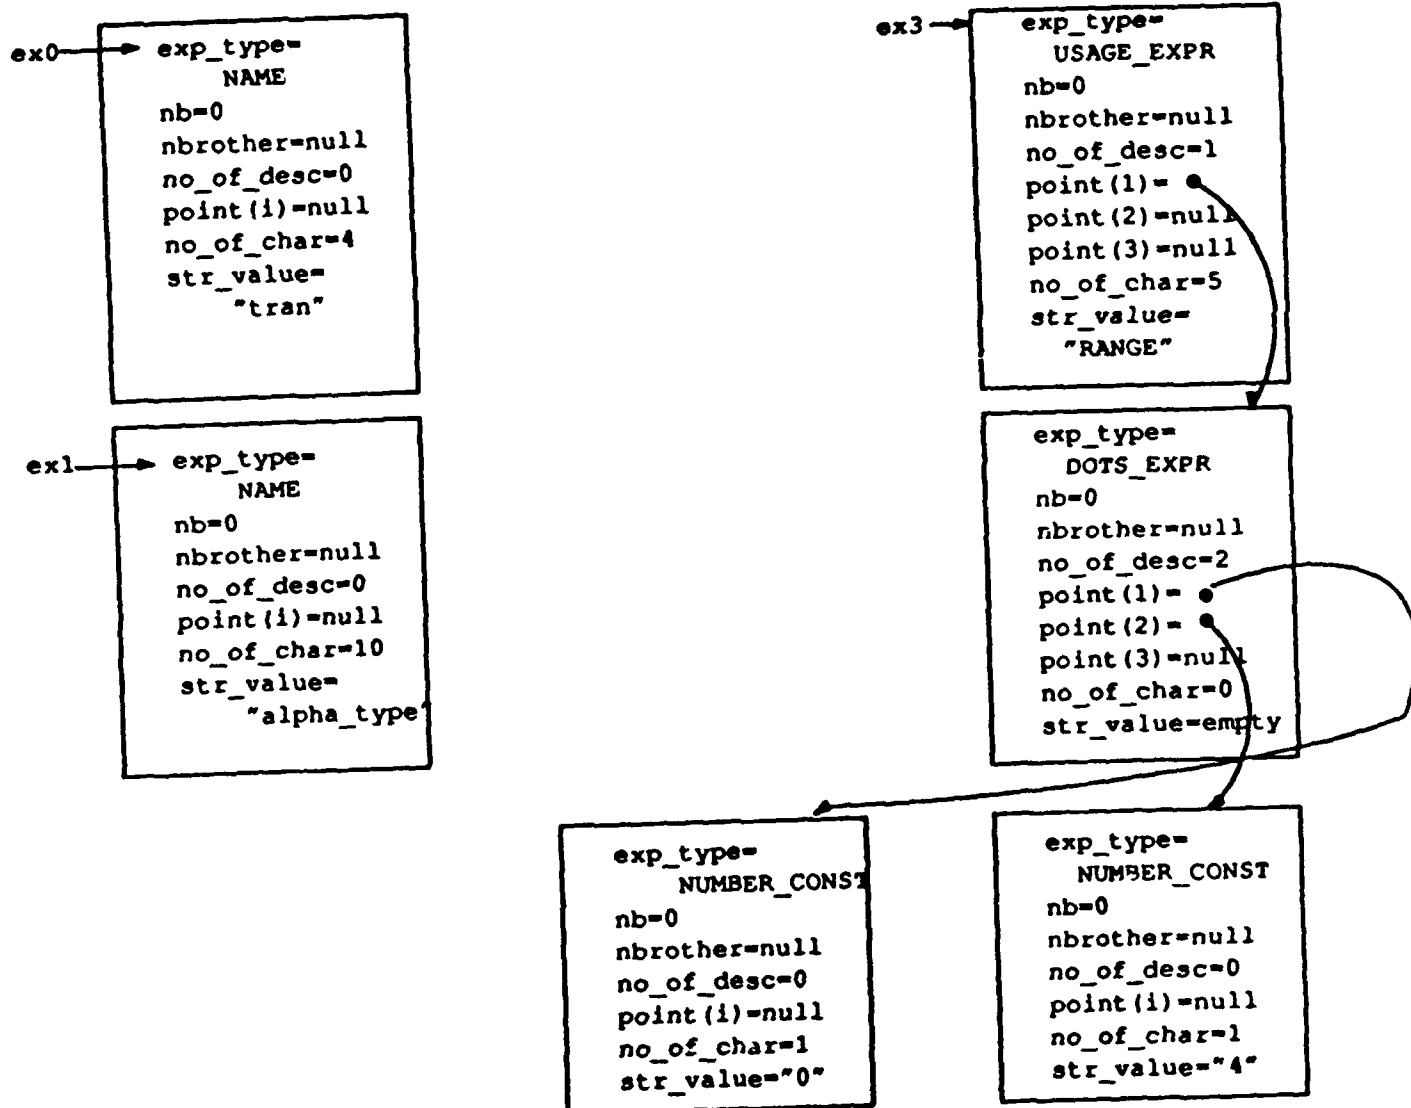 ex0
exp_type=
NAME
nb=0
nbrother=null
no_of_desc=0
point(i)=null
no_of_char=4
str_value=
"tran"
ex1
exp_type=
NAME
nb=0
nbrother=null
no_of_desc=0
point(i)=null
no_of_char=10
str_value=
"alpha_type"
ex3
exp_type=
USAGE_EXPR
nb=0
nbrother=null
no_of_desc=1
point(1)=
point(2)=null
point(3)=null
no_of_char=5
str_value=
"RANGE"
exp_type=
DOTS_EXPR
nb=0
nbrother=null
no_of_desc=2
point(1)=
point(2)=
point(3)=null
no_of_char=0
str_value=empty
exp_type=
NUMBER_CONST
nb=0
nbrother=null
no_of_desc=0
point(i)=null
no_of_char=1
str_value="0"
exp_type=
NUMBER_CONST
nb=0
nbrother=null
no_of_desc=0
point(i)=null
no_of_char=1
str_value="4"